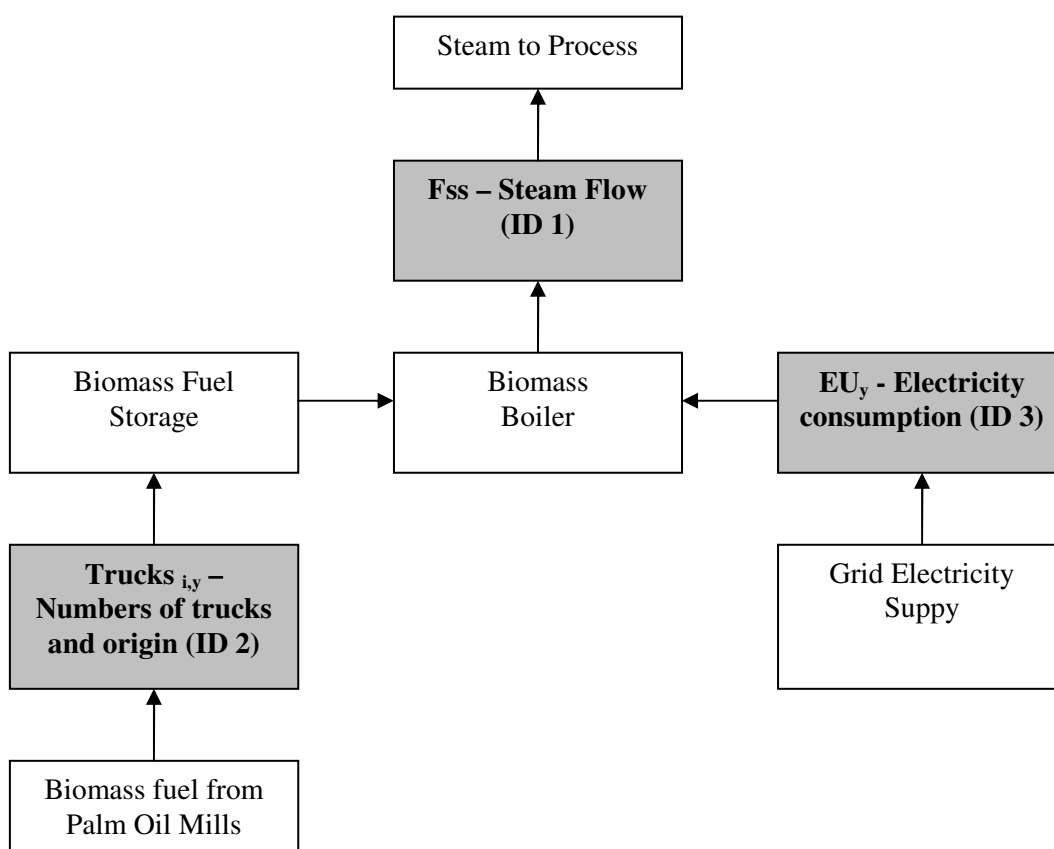 Steam to Process
Fss – Steam Flow
(ID 1)
Biomass Fuel
Storage
Biomass
Boiler
EUy - Electricity
consumption (ID 3)
Trucks i,y –
Numbers of trucks
and origin (ID 2)
Grid Electricity
Suppy
Biomass fuel from
Palm Oil Mills